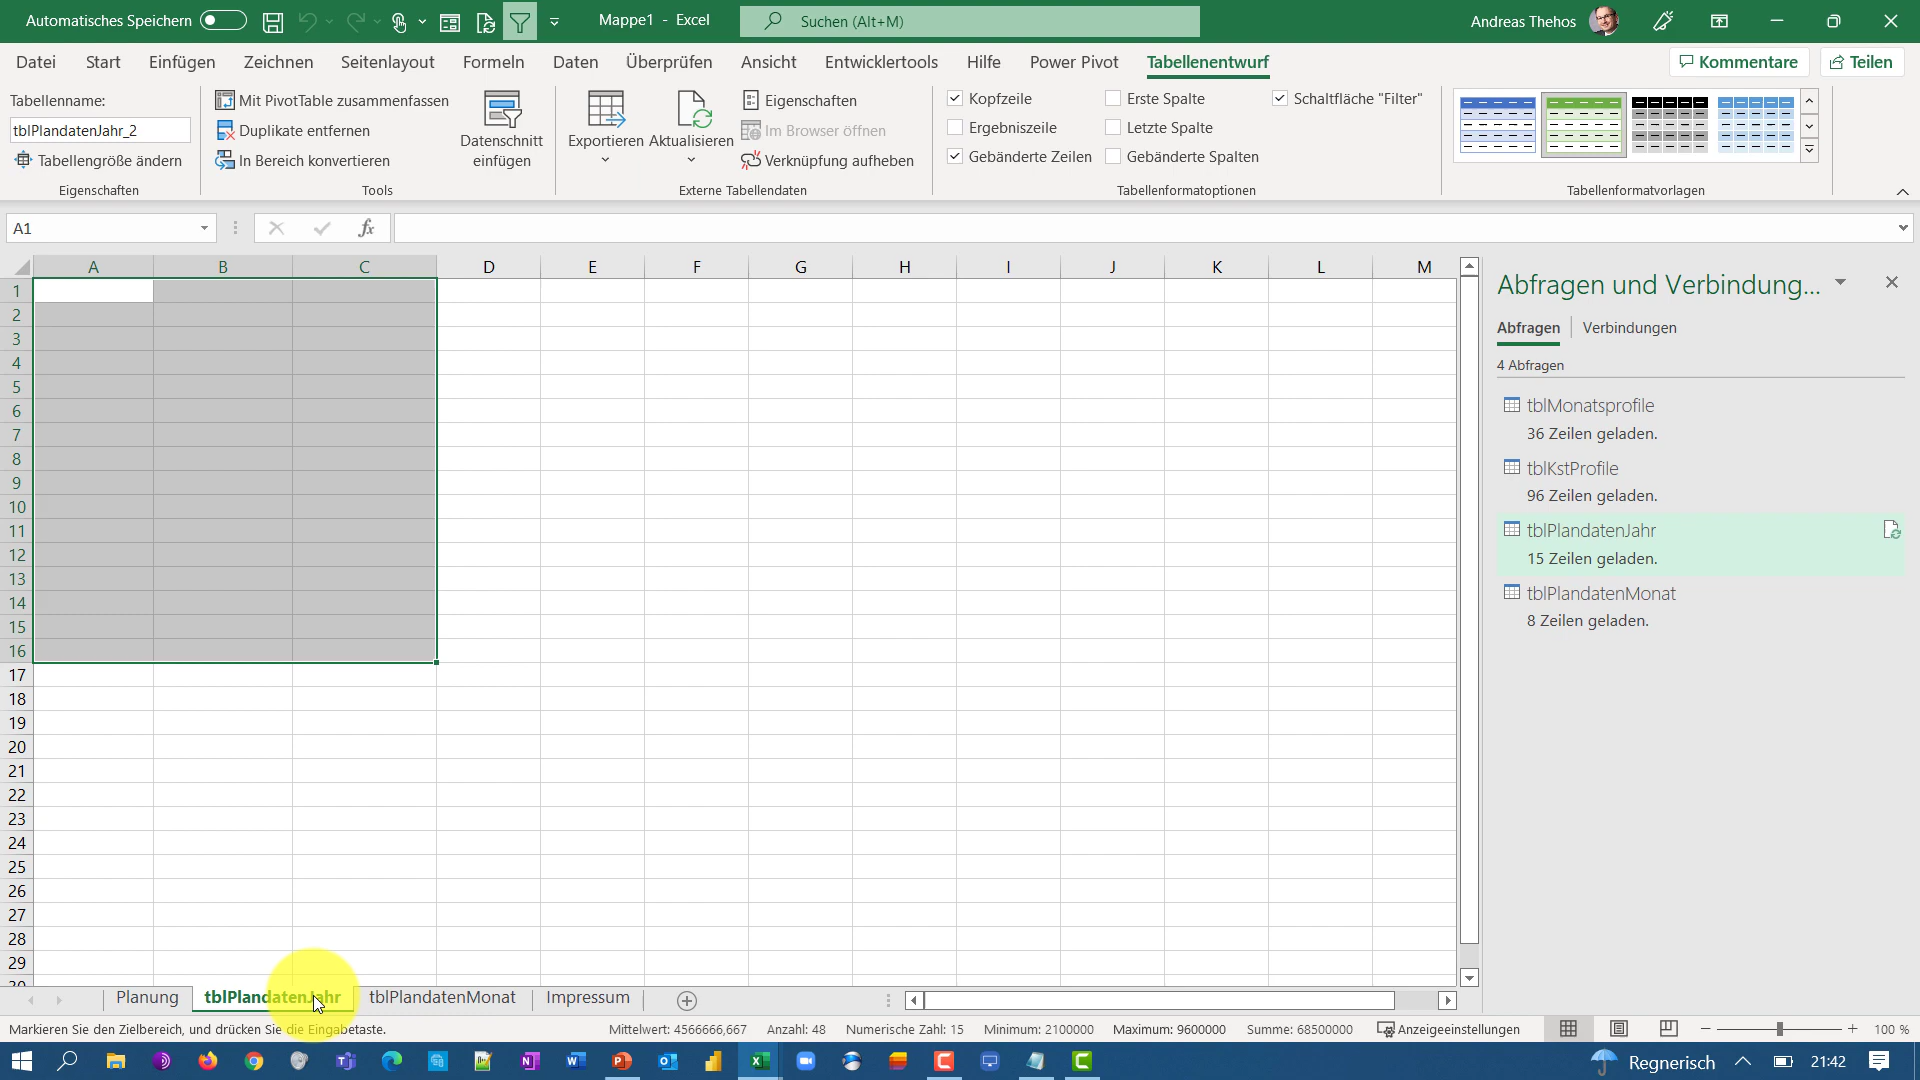 Automatisches Speichern
Mappe1 - Excel
Suchen (Alt+M)
Andreas Thehos
Datei Start Einfügen Zeichnen Seitenlayout Formeln Daten Überprüfen Ansicht Entwicklertools Hilfe Power Pivot Tabellenentwurf
Kommentare
Teilen
Tabellenname:
tblPlandatenJahr_2
Tabellengröße ändern
Eigenschaften
Mit PivotTable zusammenfassen
Duplikate entfernen
In Bereich konvertieren
Datenschnitt
einfügen
Tools
Exportieren
Aktualisieren
Eigenschaften
Im Browser öffnen
Verknüpfung aufheben
Externe Tabellendaten
Kopfzeile
Ergebniszeile
Gebänderte Zeilen
Erste Spalte
Letzte Spalte
Gebänderte Spalten
Schaltfläche "Filter"
Tabellenformatoptionen
Tabellenformatvorlagen
A1
fx
A B C D E F G H I J K L M
1
2
3
4
5
6
7
8
9
10
11
12
13
14
15
16
17
18
19
20
21
22
23
24
25
26
27
28
29
Abfragen und Verbindung...
Abfragen
Verbindungen
4 Abfragen
tblMonatsprofile
36 Zeilen geladen.
tblKstProfile
96 Zeilen geladen.
tblPlandatenJahr
15 Zeilen geladen.
tblPlandatenMonat
8 Zeilen geladen.
Planung tblPlandatenJahr tblPlandatenMonat Impressum
Markieren Sie den Zielbereich, und drücken Sie die Eingabetaste.
Mittelwert: 4566666,667 Anzahl: 48 Numerische Zahl: 15 Minimum: 2100000 Maximum: 9600000 Summe: 68500000
Anzeigeeinstellungen
100 %
Regnerisch
21:42